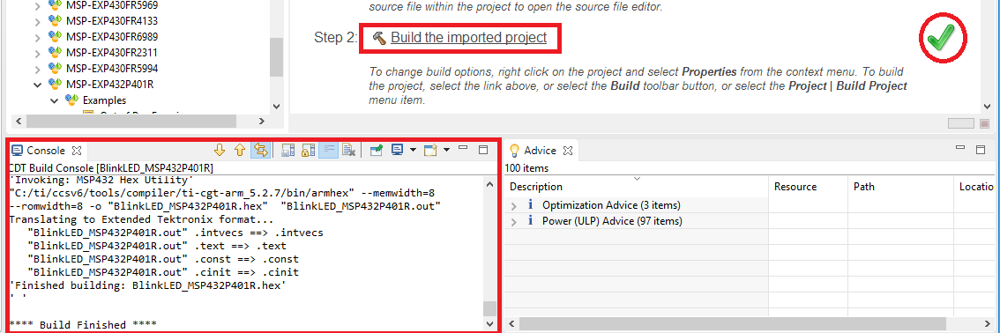 MSP-EXP430FR5969
MSP-EXP430FR4133
MSP-EXP430FR6989
MSP-EXP430FR2311
MSP-EXP430FR5994
MSP-EXP432P401R
Examples
source file within the project to open the source file editor.
Step 2: Build the imported project
To change build options, right click on the project and select Properties from the context menu. To build
the project, select the link above, or select the Build toolbar button, or select the Project | Build Project
menu item.
Console
CDT Build Console [BlinkLED_MSP432P401R]
'Invoking: MSP432 Hex Utility'
"C:/ti/ccsv6/tools/compiler/ti-cgt-arm_5.2.7/bin/armhex" --memwidth=8
--romwidth=8 -o "BlinkLED_MSP432P401R.hex"  "BlinkLED_MSP432P401R.out"
Translating to Extended Tektronix format...
"BlinkLED_MSP432P401R.out" .intvecs ==> .intvecs
"BlinkLED_MSP432P401R.out" .text ==> .text
"BlinkLED_MSP432P401R.out" .const ==> .const
"BlinkLED_MSP432P401R.out" .cinit ==> .cinit
'Finished building: BlinkLED_MSP432P401R.hex'
' '
**** Build Finished ****
Advice
100 items
Description Resource Path Locatio
Optimization Advice (3 items)
Power (ULP) Advice (97 items)